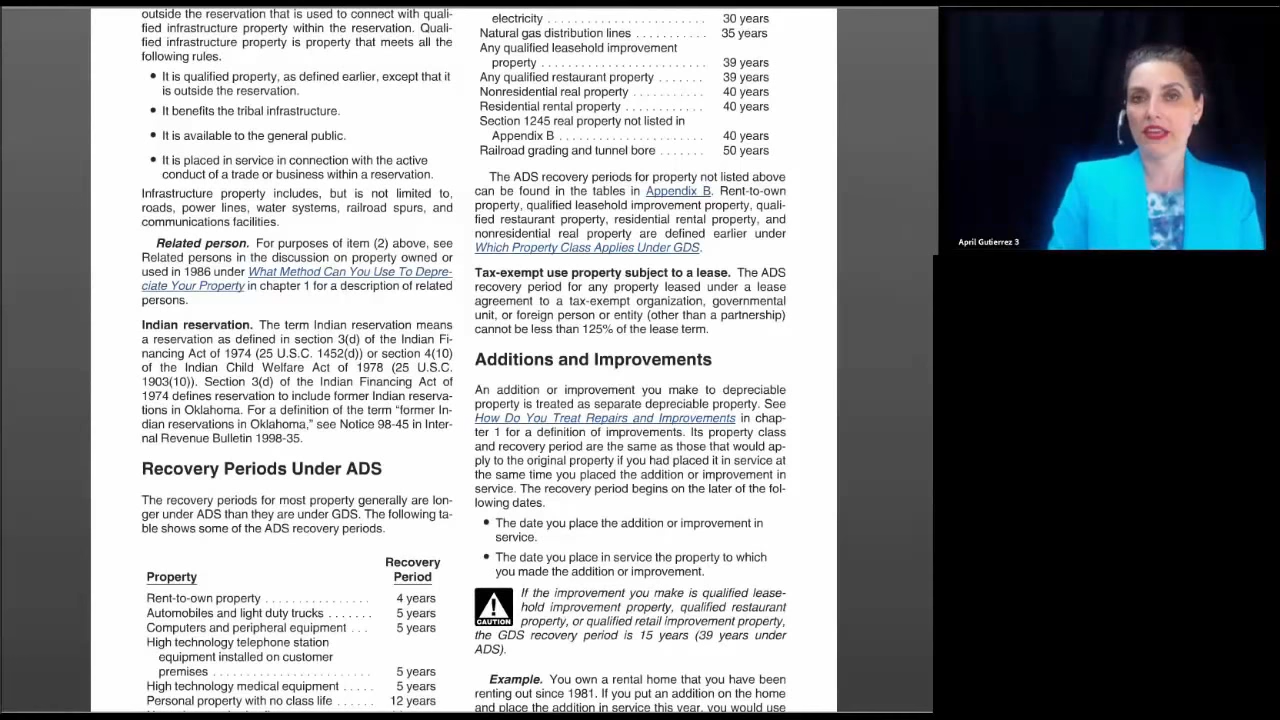 outside the reservation that is used to connect with quali-
fied infrastructure property within the reservation. Quali-
fied infrastructure property is property that meets all the
following rules.
• It is qualified property, as defined earlier, except that it
is outside the reservation.
• It benefits the tribal infrastructure.
• It is available to the general public.
• It is placed in service in connection with the active
conduct of a trade or business within a reservation.
Infrastructure property includes, but is not limited to,
roads, power lines, water systems, railroad spurs, and
communications facilities.
Related person. For purposes of item (2) above, see
Related persons in the discussion on property owned or
used in 1986 under What Method Can You Use To Depre-
ciate Your Property in chapter 1 for a description of related
persons.
Indian reservation. The term Indian reservation means
a reservation as defined in section 3(d) of the Indian Fi-
nancing Act of 1974 (25 U.S.C. 1452(d)) or section 4(10)
of the Indian Child Welfare Act of 1978 (25 U.S.C.
1903(10)). Section 3(d) of the Indian Financing Act of
1974 defines reservation to include former Indian reserva-
tions in Oklahoma. For a definition of the term “former In-
dian reservations in Oklahoma,” see Notice 98-45 in Inter-
nal Revenue Bulletin 1998-35.
Recovery Periods Under ADS
The recovery periods for most property generally are lon-
ger under ADS than they are under GDS. The following ta-
ble shows some of the ADS recovery periods.
Recovery
Property Period
Rent-to-own property . . . . . . . . . . . . . . . . 4 years
Automobiles and light duty trucks . . . . . . . 5 years
Computers and peripheral equipment . . . 5 years
High technology telephone station
equipment installed on customer
premises . . . . . . . . . . . . . . . . . . . . . . . . 5 years
High technology medical equipment . . . . . 5 years
Personal property with no class life . . . . . . 12 years
electricity . . . . . . . . . . . . . . . . . . . . . . . 30 years
Natural gas distribution lines . . . . . . . . . . . 35 years
Any qualified leasehold improvement
property . . . . . . . . . . . . . . . . . . . . . . . . 39 years
Any qualified restaurant property . . . . . . . 39 years
Nonresidential real property . . . . . . . . . . . . 40 years
Residential rental property . . . . . . . . . . . . 40 years
Section 1245 real property not listed in
Appendix B . . . . . . . . . . . . . . . . . . . . . . 40 years
Railroad grading and tunnel bore . . . . . . . 50 years
The ADS recovery periods for property not listed above
can be found in the tables in Appendix B. Rent-to-own
property, qualified leasehold improvement property, quali-
fied restaurant property, residential rental property, and
nonresidential real property are defined earlier under
Which Property Class Applies Under GDS.
Tax-exempt use property subject to a lease. The ADS
recovery period for any property leased under a lease
agreement to a tax-exempt organization, governmental
unit, or foreign person or entity (other than a partnership)
cannot be less than 125% of the lease term.
Additions and Improvements
An addition or improvement you make to depreciable
property is treated as separate depreciable property. See
How Do You Treat Repairs and Improvements in chap-
ter 1 for a definition of improvements. Its property class
and recovery period are the same as those that would ap-
ply to the original property if you had placed it in service at
the same time you placed the addition or improvement in
service. The recovery period begins on the later of the fol-
lowing dates.
• The date you place the addition or improvement in
service.
• The date you place in service the property to which
you made the addition or improvement.
CAUTION
If the improvement you make is qualified lease-
hold improvement property, qualified restaurant
property, or qualified retail improvement property,
the GDS recovery period is 15 years (39 years under
ADS).
Example. You own a rental home that you have been
renting out since 1981. If you put an addition on the home
and place the addition in service this year, you would use
April Gutierrez 3